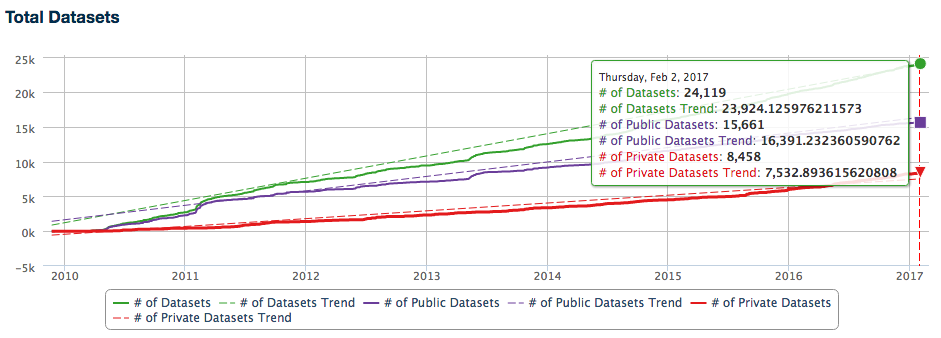 Total Datasets
25k
20k
15k
10k
5k
0k
−5k
Thursday, Feb 2, 2017
# of Datasets: 24,119
# of Datasets Trend: 23,924.125976211573
# of Public Datasets: 15,661
# of Public Datasets Trend: 16,391.232360590762
# of Private Datasets: 8,458
# of Private Datasets Trend: 7,532.893615620808
2010 2011 2012 2013 2014 2015 2016 2017
# of Datasets # of Datasets Trend # of Public Datasets # of Public Datasets Trend # of Private Datasets
# of Private Datasets Trend